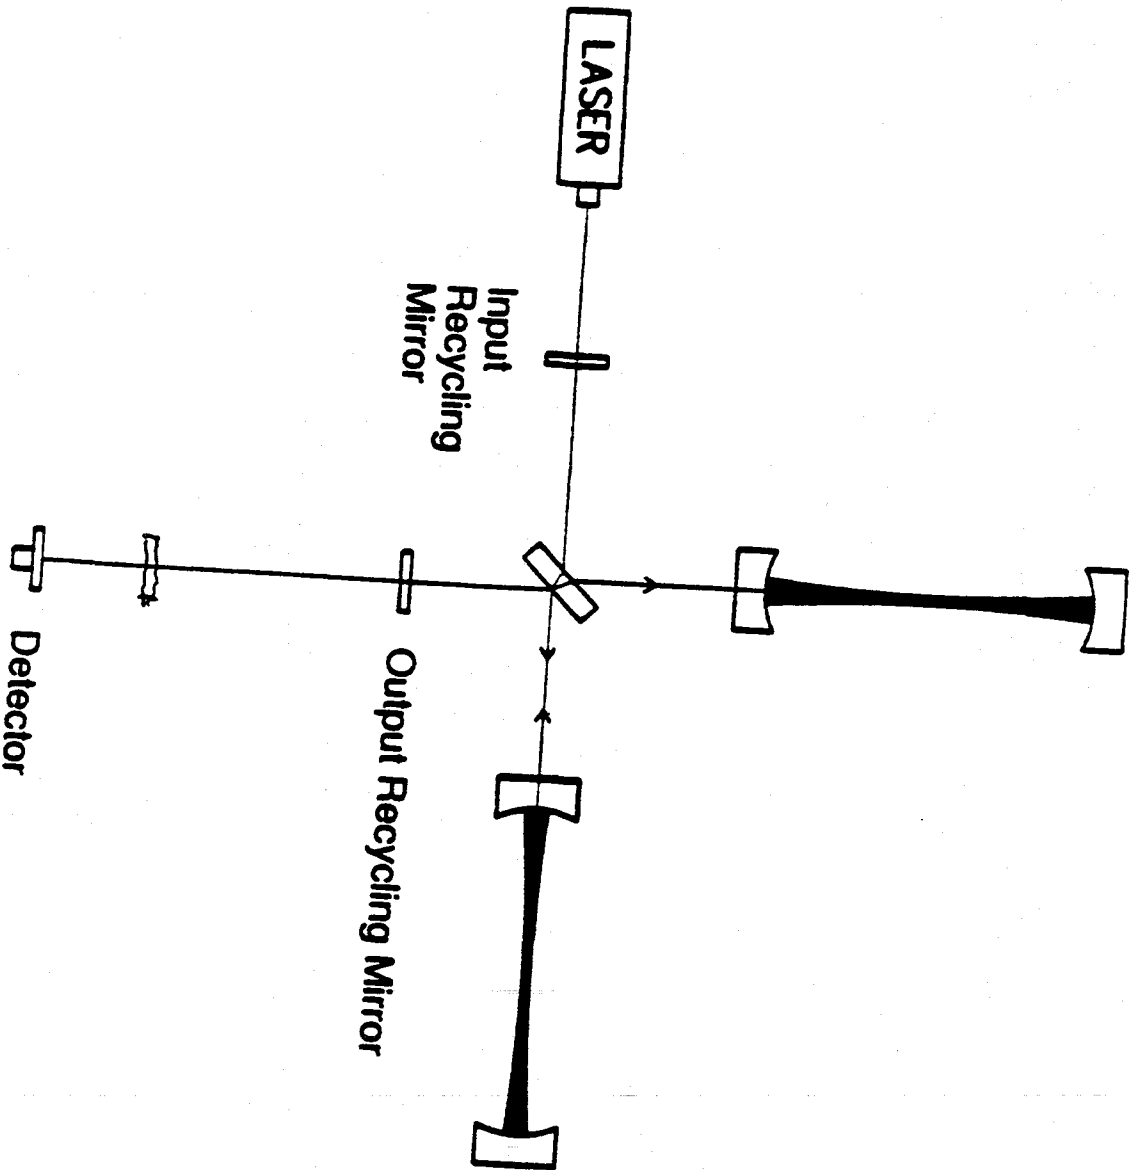 LASER
Input
Recycling
Mirror
Output Recycling Mirror
Detector